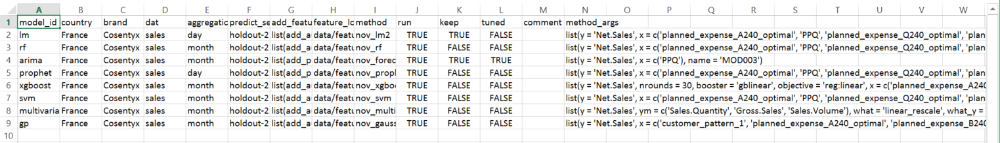 A B C D E F G H I J K L M N O P Q R S T U V W
1 model_id country brand dat aggregatic predict_se add_featu feature_lc method run keep tuned comment method_args
2 lm France Cosentyx sales day holdout-2 list(add_a data/featu nov_lm2 TRUE TRUE FALSE list(y = 'Net.Sales', x = c('planned_expense_A240_optimal', 'PPQ', 'planned_expense_Q240_optimal', 'plan
3 rf France Cosentyx sales month holdout-2 list(add_a data/featu nov_rf TRUE FALSE FALSE list(y = 'Net.Sales', x = c('planned_expense_A240_optimal', 'PPQ', 'planned_expense_Q240_optimal', 'plan
4 arima France Cosentyx sales month holdout-2 list(add_p data/featu nov_forec TRUE TRUE TRUE list(y = 'Net.Sales', x = c('PPQ'), name = 'MOD003')
5 prophet France Cosentyx sales day holdout-2 list(add_p data/featu nov_propl TRUE FALSE FALSE list(y = 'Net.Sales', x = c('planned_expense_A240_optimal', 'PPQ', 'planned_expense_Q240_optimal', 'plan
6 xgboost France Cosentyx sales month holdout-2 list(add_a data/featu nov_xgbo TRUE FALSE FALSE list(y = 'Net.Sales', nrounds = 30, booster = 'gblinear', objective = 'reg:linear', x = c('planned_expense_A240
7 svm France Cosentyx sales month holdout-2 list(add_a data/featu nov_svm TRUE FALSE FALSE list(y = 'Net.Sales', x = c('planned_expense_A240_optimal', 'PPQ', 'planned_expense_Q240_optimal', 'plan
8 multivaria France Cosentyx sales month holdout-2 list(add_a data/featu nov_multi TRUE FALSE FALSE list(y = 'Net.Sales', ym = c('Sales.Quantity', 'Gross.Sales', 'Sales.Volume'), what = 'linear_rescale', what_y =
9 gp France Cosentyx sales month holdout-2 list(add_a data/featu nov_gaus TRUE FALSE FALSE list(y = 'Net.Sales', x = c('customer_pattern_1', 'planned_expense_A240_optimal', 'planned_expense_B240
10